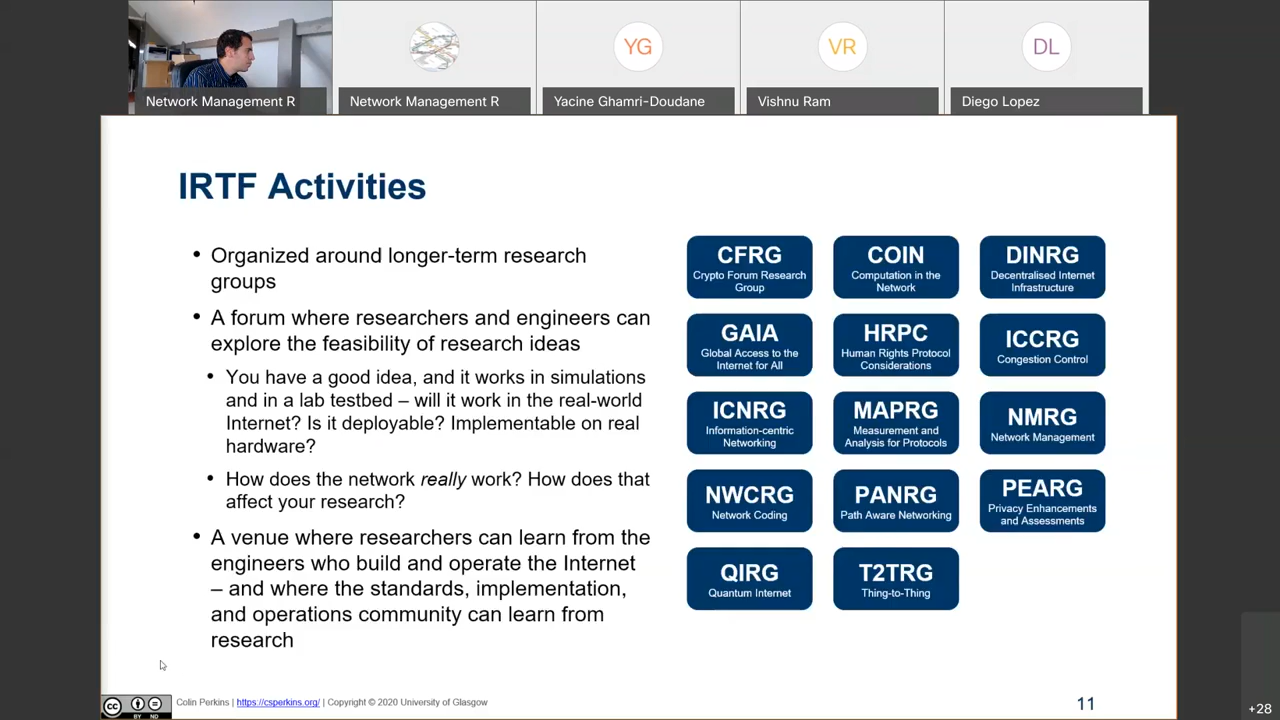 YG
VR
DL
Network Management R
Network Management R
Yacine Ghamri-Doudane
Vishnu Ram
Diego Lopez
IRTF Activities
• Organized around longer-term research
groups
• A forum where researchers and engineers can
explore the feasibility of research ideas
• You have a good idea, and it works in simulations
and in a lab testbed – will it work in the real-world
Internet? Is it deployable? Implementable on real
hardware?
• How does the network really work? How does that
affect your research?
• A venue where researchers can learn from the
engineers who build and operate the Internet
– and where the standards, implementation,
and operations community can learn from
research
CFRG
Crypto Forum Research
Group
COIN
Computation in the
Network
DINRG
Decentralised Internet
Infrastructure
GAIA
Global Access to the
Internet for All
HRPC
Human Rights Protocol
Considerations
ICCRG
Congestion Control
ICNRG
Information-centric
Networking
MAPRG
Measurement and
Analysis for Protocols
NMRG
Network Management
NWCRG
Network Coding
PANRG
Path Aware Networking
PEARG
Privacy Enhancements
and Assessments
QIRG
Quantum Internet
T2TRG
Thing-to-Thing
cc
BY ND
Colin Perkins | https://csperkins.org/ | Copyright © 2020 University of Glasgow
11
+28